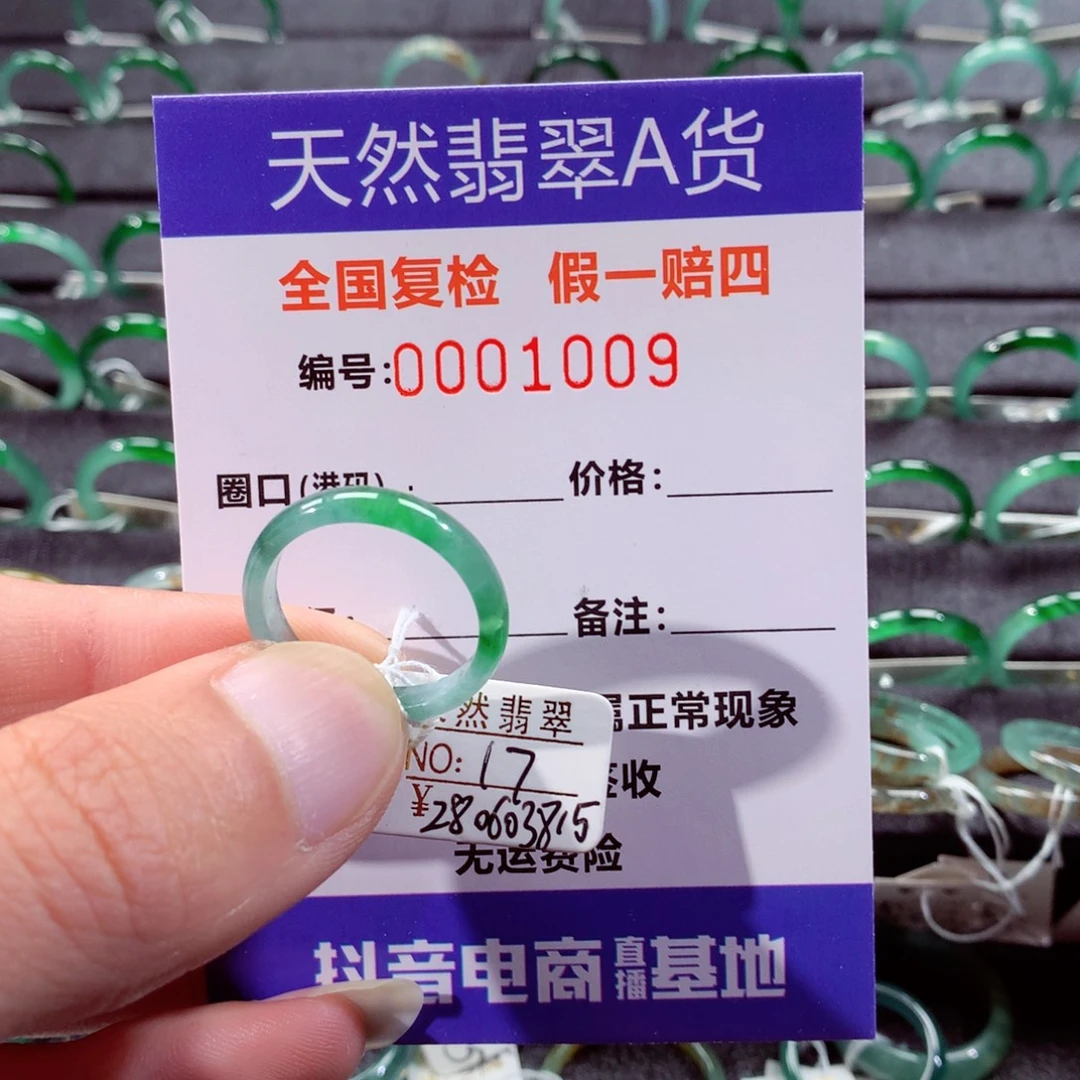 天然翡翠A货
全国复检 假一赔四
编号:0001009
圈口(港码): 价格:
备注:
属正常现象
签收
无运费险
抖音电商直播基地
天然翡翠
NO: 17
¥280603815